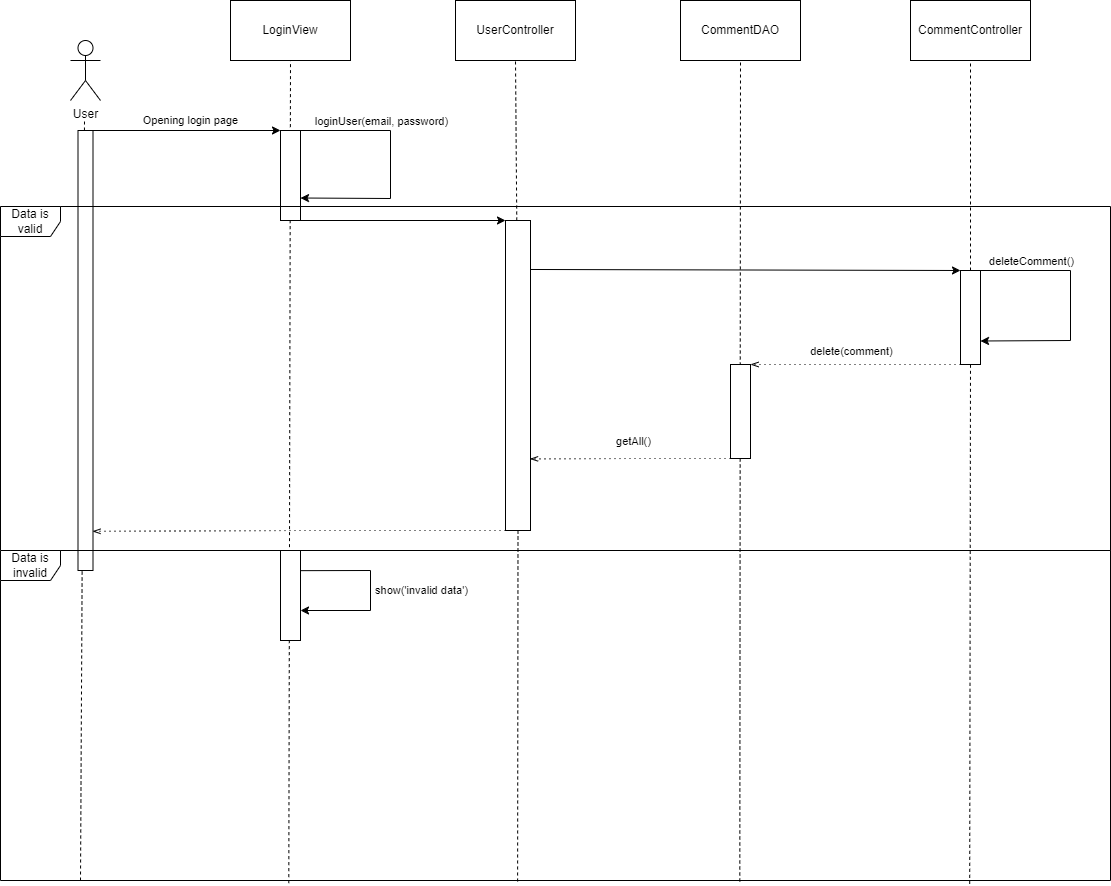 LoginView
UserController
CommentDAO
CommentController
User
Opening login page
loginUser(email, password)
Data is
valid
deleteComment()
delete(comment)
getAll()
Data is
invalid
show('invalid data')